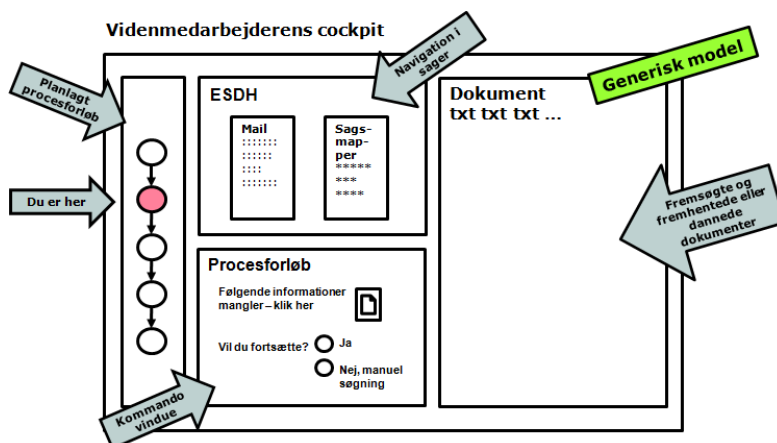 Videnmedarbejderens cockpit
Navigation i
sager
Generisk model
Planlagt
procesforløb
ESDH
Mail
:::::::
::::::
::::
:::::::
Sags-
map-
per
*****
***
****
Dokument
txt txt txt ...
Du er her
Fremsøgte og
fremhentede eller
dannede
dokumenter
Procesforløb
Følgende informationer
mangler – klik her
Vil du fortsætte?
Ja
Nej, manuel
søgning
Kommando
vindue